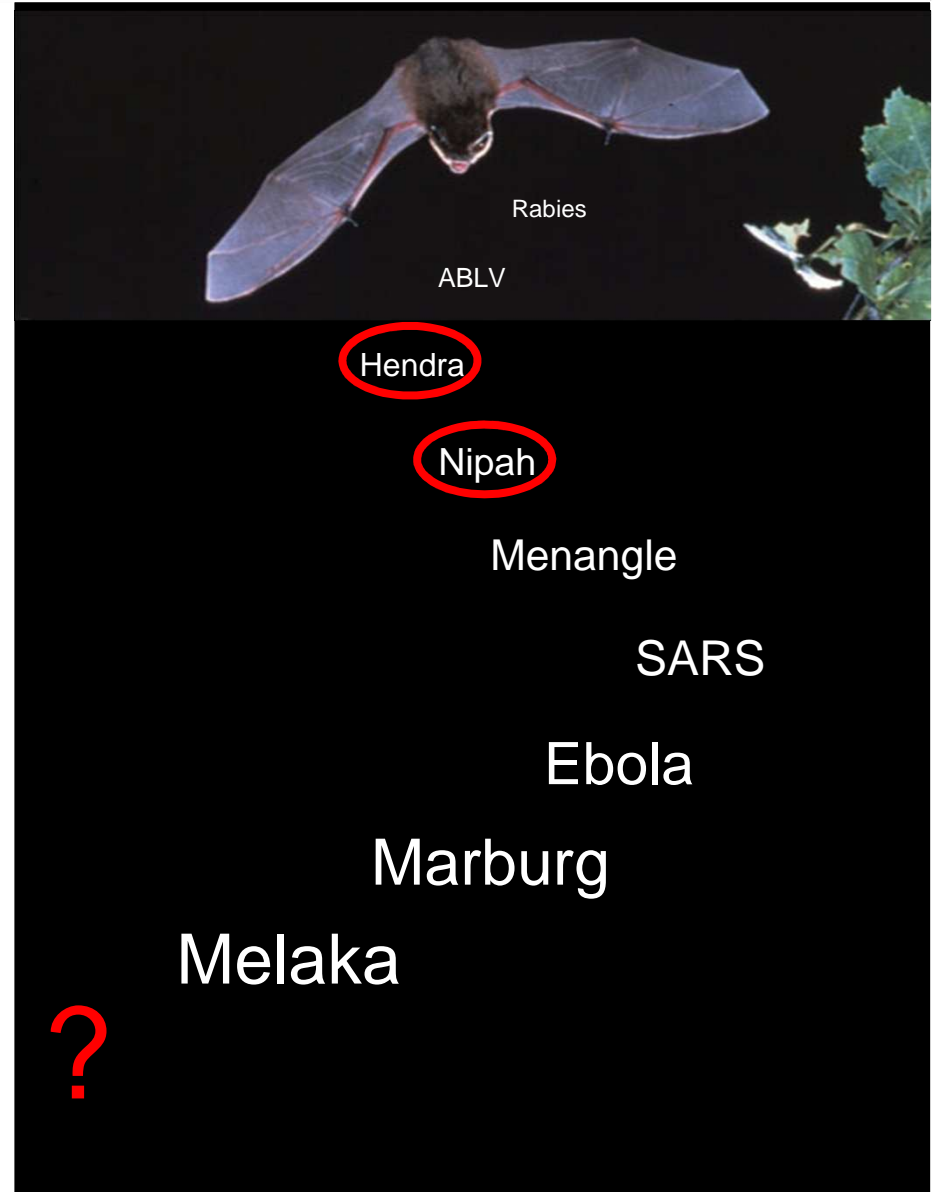 Rabies
ABLV
Hendra
Nipah
Menangle
SARS
Ebola
Marburg
Melaka
?